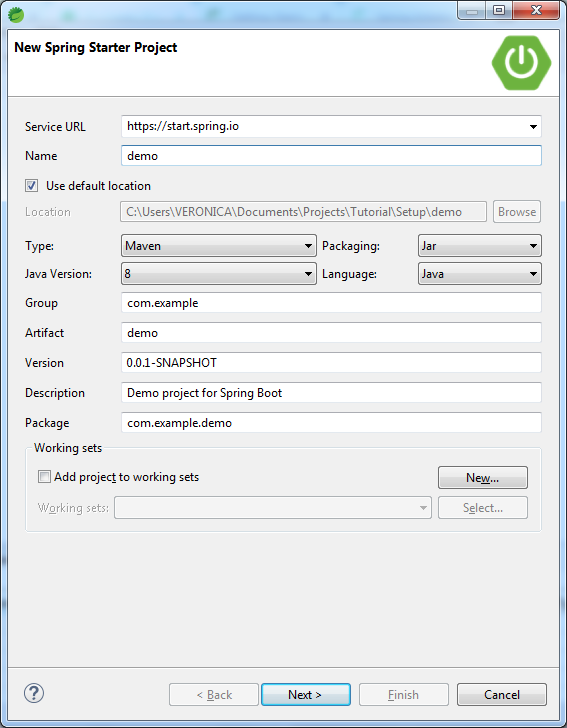 New Spring Starter Project
Service URL https://start.spring.io
Name demo
Use default location
Location C:\Users\VERONICA\Documents\Projects\Tutorial\Setup\demo Browse
Type: Maven Packaging: Jar
Java Version: 8 Language: Java
Group com.example
Artifact demo
Version 0.0.1-SNAPSHOT
Description Demo project for Spring Boot
Package com.example.demo
Working sets
Add project to working sets New...
Working sets: Select...
? < Back Next > Finish Cancel